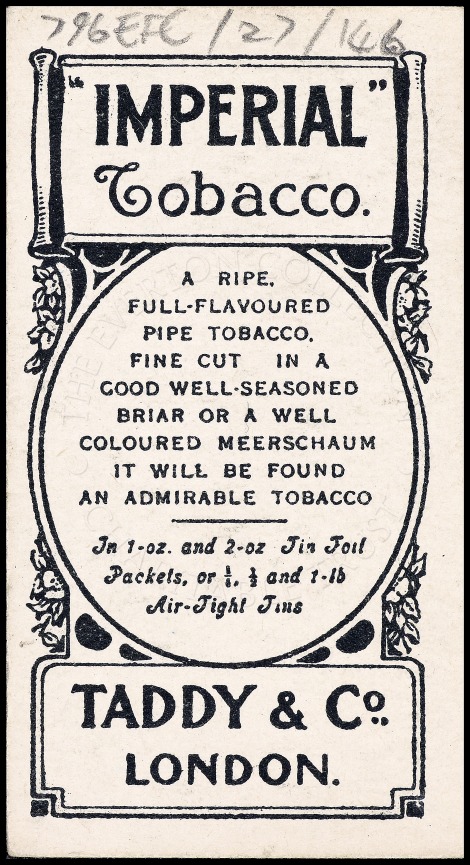 796EFC/27/146
"IMPERIAL"
Tobacco.
A RIPE,
FULL-FLAVOURED
PIPE TOBACCO,
FINE CUT IN A
GOOD WELL-SEASONED
BRIAR OR A WELL
COLOURED MEERSCHAUM
IT WILL BE FOUND
AN ADMIRABLE TOBACCO
In 1-oz. and 2-oz Tin Foil
Packets, or ¼, ½ and 1-lb
Air-Tight Tins
TADDY & Co.
LONDON.